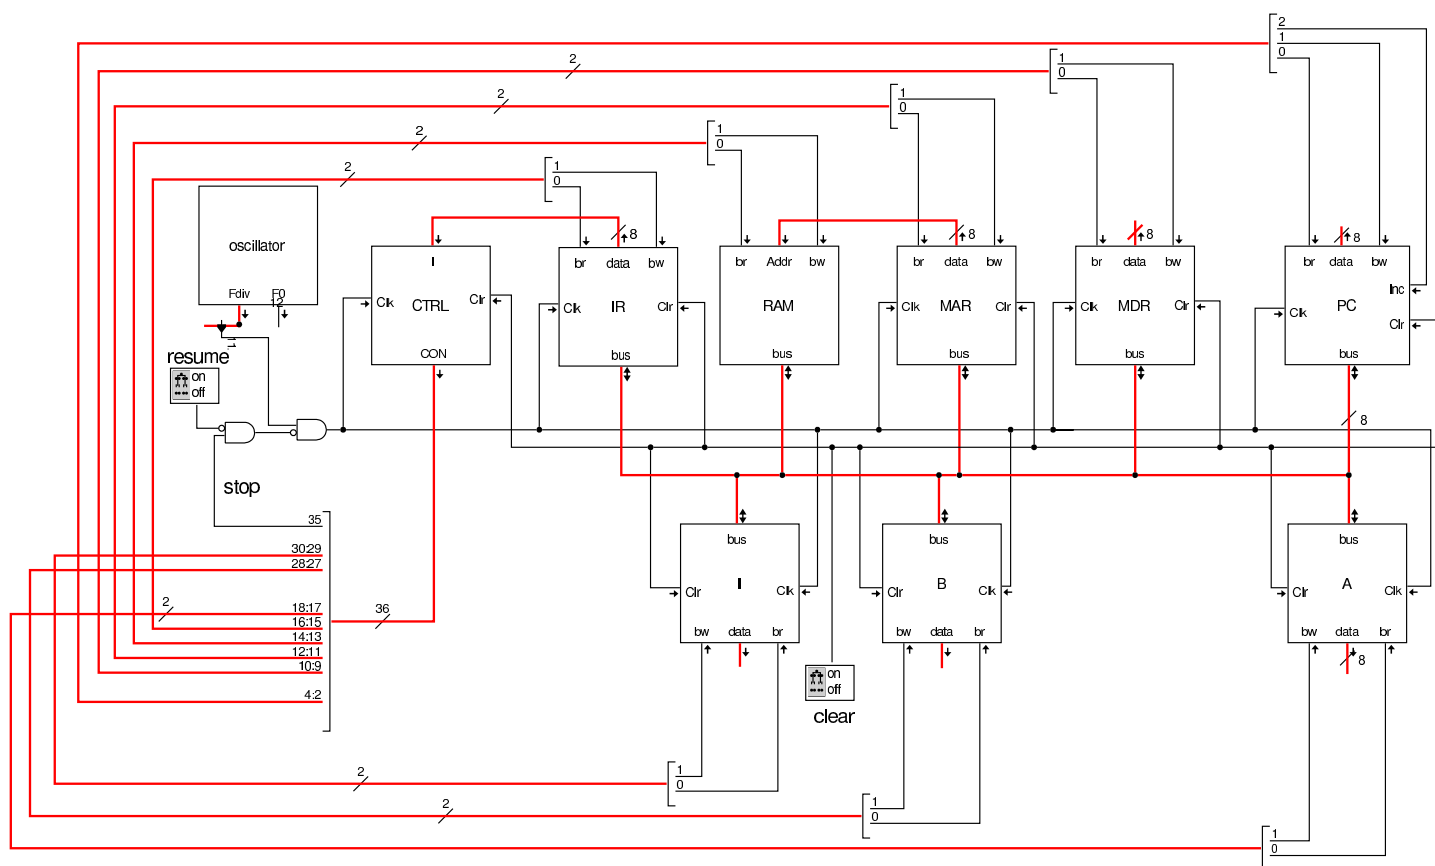 2
1
0
2
1
0
2
1
0
2
1
0
2
1
0
oscillator
Fdiv F0
12
1
1
resume
on
off
stop
I
Clk CTRL Clr
CON
8
br data bw
Clk IR Clr
bus
br Addr bw
RAM
bus
8
br data bw
Clk MAR Clr
bus
8
br data bw
Clk MDR Clr
bus
8
br data bw
Inc
Clk PC
Clr
bus
8
35
30:29
28:27
18:17
16:15
14:13
12:11
10:9
4:2
2
36
bus
Clr I Clk
bw data br
bus
Clr B Clk
bw data br
bus
Clr A Clk
bw data br
8
on
off
clear
2
1
0
2
1
0
1
0